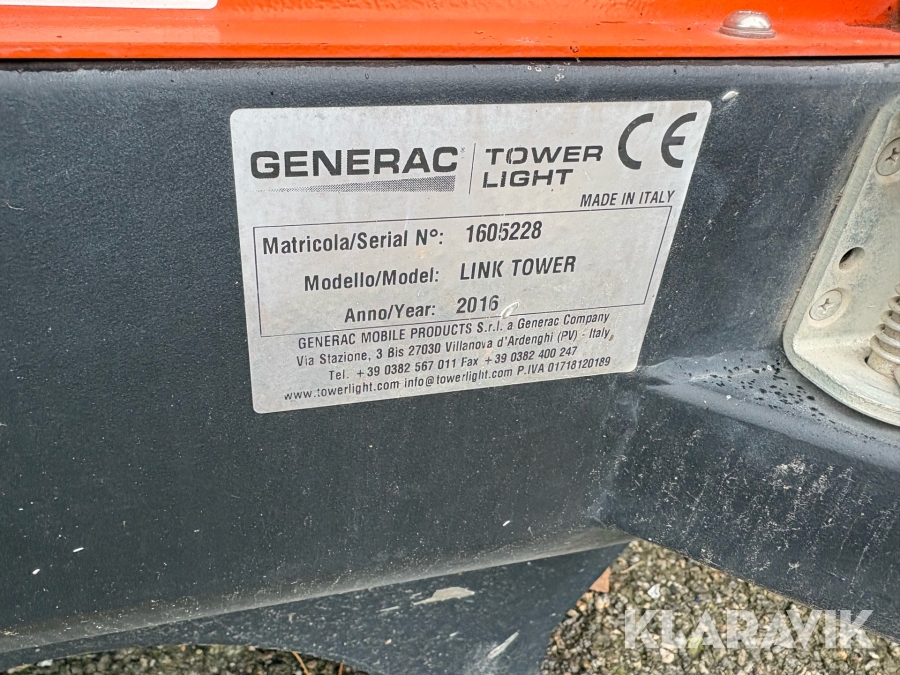 GENERAC TOWER LIGHT CE
MADE IN ITALY
Matricola/Serial N°: 1605228
Modello/Model: LINK TOWER
Anno/Year: 2016
GENERAC MOBILE PRODUCTS S.r.l. a Generac Company
Via Stazione, 3 Bis 27030 Villanova d'Ardenghi (PV) - Italy
Tel. +39 0382 567 011 Fax +39 0382 400 247
www.towerlight.com info@towerlight.com P.IVA 01718120189
KLARAVIK